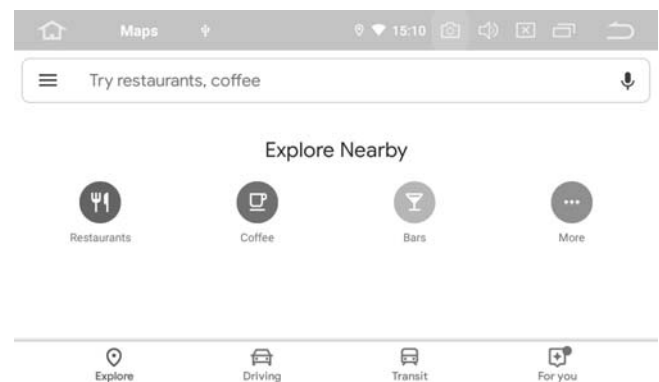 Maps 15:10
Try restaurants, coffee
Explore Nearby
Restaurants Coffee Bars More
Explore Driving Transit For you